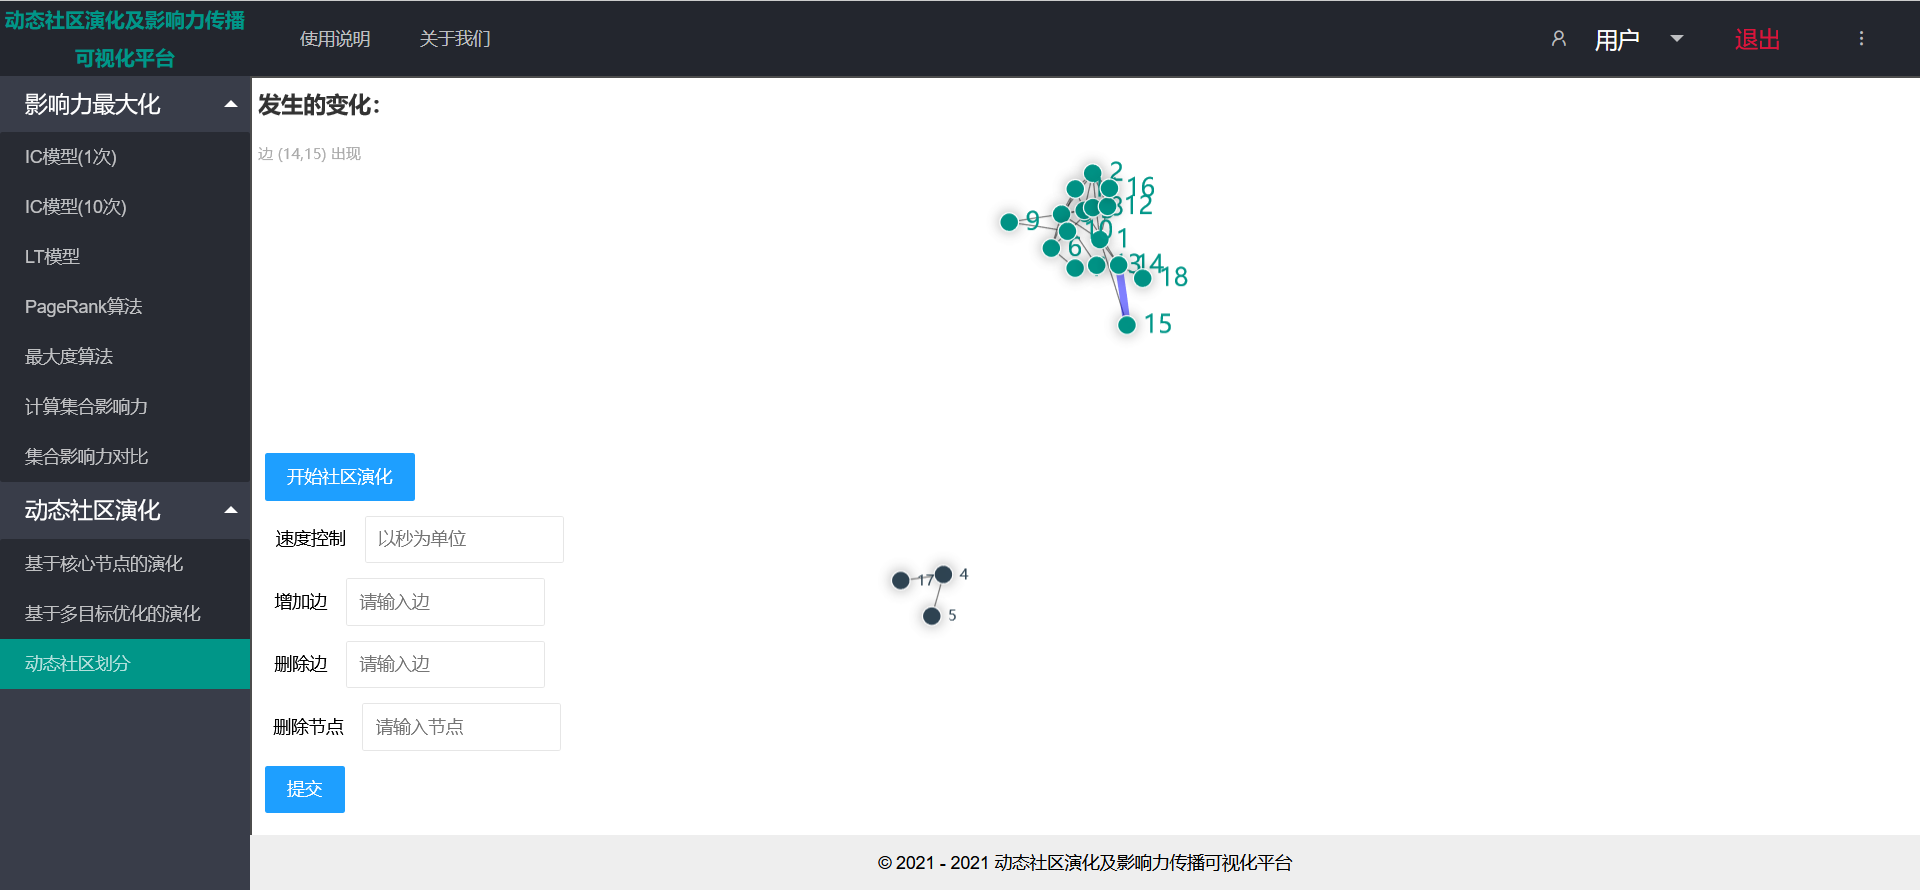 动态社区演化及影响力传播
可视化平台
使用说明
关于我们
用户
退出
影响力最大化
IC模型(1次)
IC模型(10次)
LT模型
PageRank算法
最大度算法
计算集合影响力
集合影响力对比
动态社区演化
基于核心节点的演化
基于多目标优化的演化
动态社区划分
发生的变化：
边 (14,15) 出现
2
16
12
9
10
1
6
14
18
15
开始社区演化
速度控制
以秒为单位
17
4
5
增加边
请输入边
删除边
请输入边
删除节点
请输入节点
提交
© 2021 - 2021 动态社区演化及影响力传播可视化平台